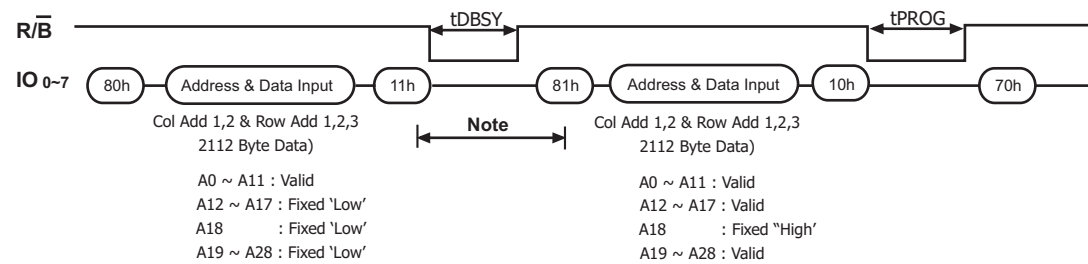 R/B tDBSY tPROG
IO 0~7 80h Address & Data Input 11h 81h Address & Data Input 10h 70h
Col Add 1,2 & Row Add 1,2,3
2112 Byte Data)
A0 ~ A11 : Valid
A12 ~ A17 : Fixed ‘Low’
A18 : Fixed ‘Low’
A19 ~ A28 : Fixed ‘Low’
Note
Col Add 1,2 & Row Add 1,2,3
2112 Byte Data)
A0 ~ A11 : Valid
A12 ~ A17 : Valid
A18 : Fixed “High’
A19 ~ A28 : Valid